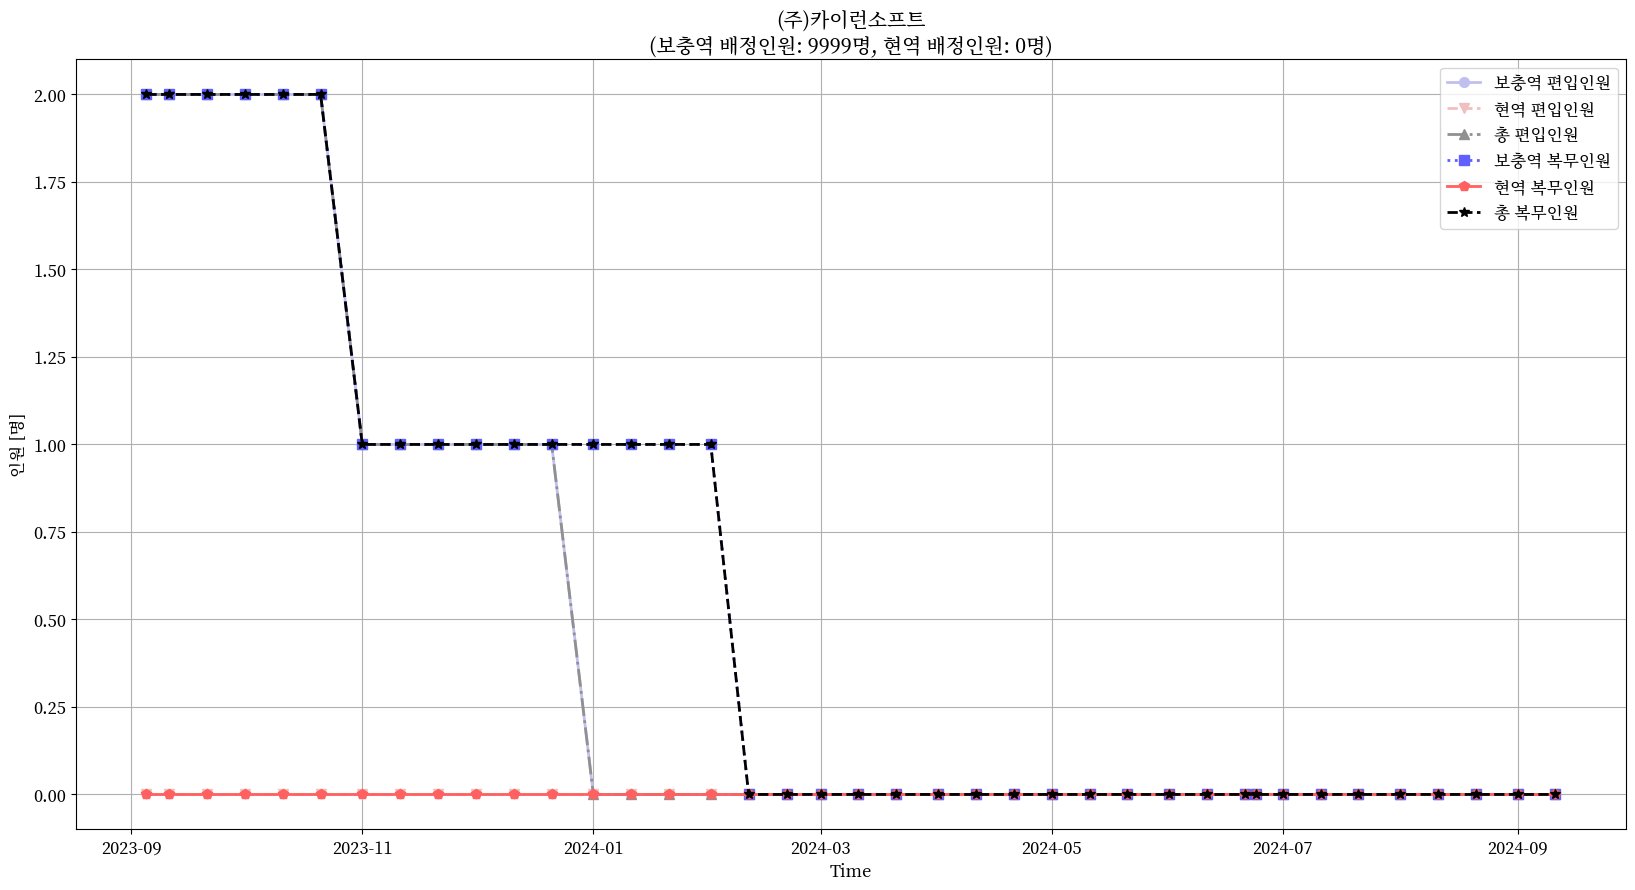 (주)카이런소프트
(보충역 배정인원: 9999명, 현역 배정인원: 0명)
보충역 편입인원
현역 편입인원
총 편입인원
보충역 복무인원
현역 복무인원
총 복무인원
인원 [명]
2.00
1.75
1.50
1.25
1.00
0.75
0.50
0.25
0.00
2023-09 2023-11 2024-01 2024-03 2024-05 2024-07 2024-09
Time